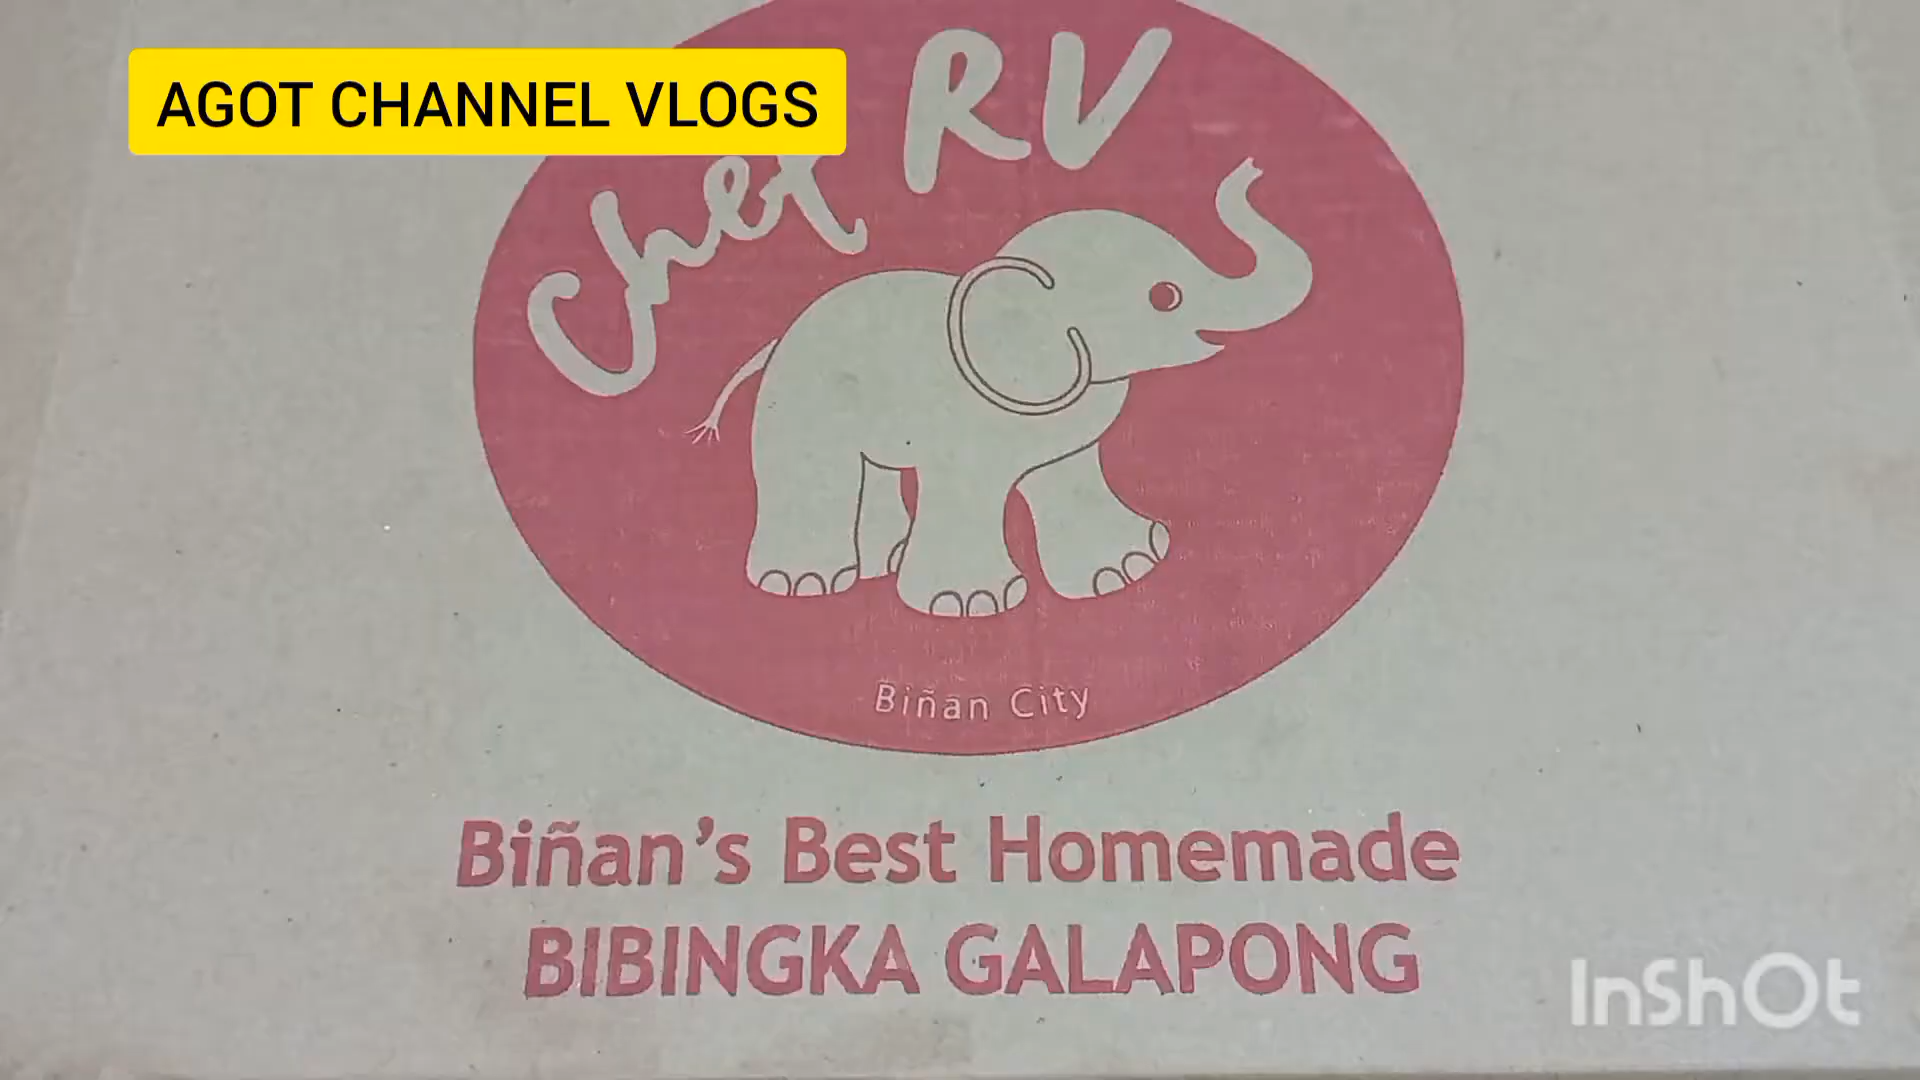 AGOT CHANNEL VLOGS
Chef RV
Biñan City
Biñan's Best Homemade
BIBINGKA GALAPONG
InShOt